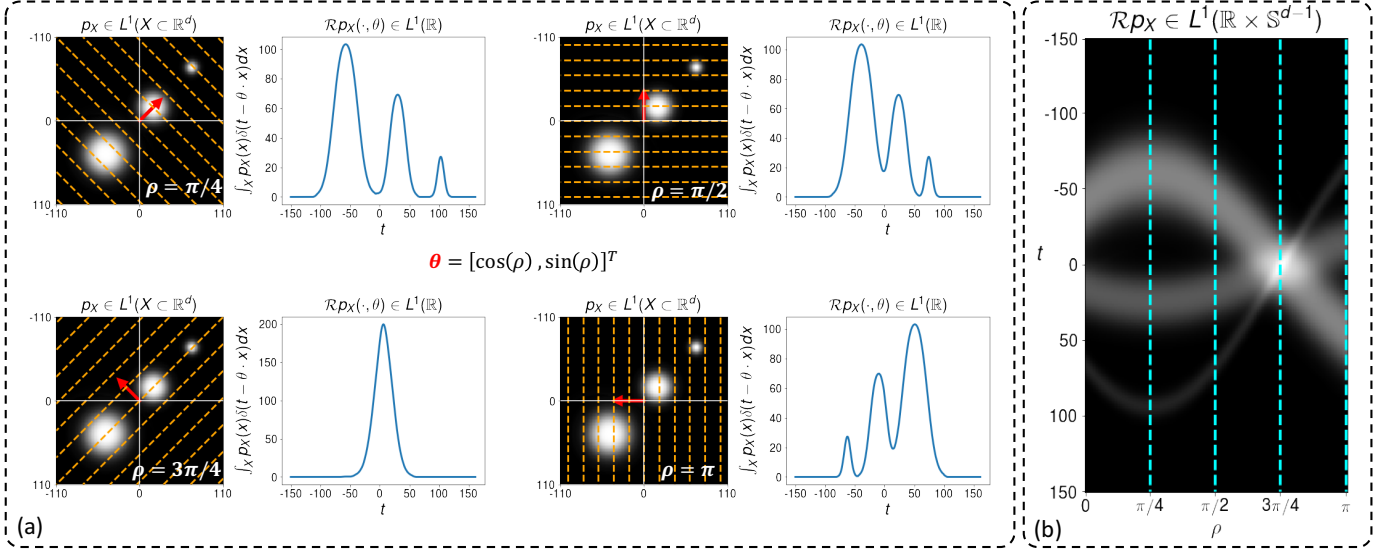 p_X ∈ L¹(X ⊂ ℝᵈ)
-110
0
110
-110
0
110
ρ = π/4
ℛp_X(·, θ) ∈ L¹(ℝ)
∫_X p_X(x)δ(t − θ · x)dx
100
80
60
40
20
0
-150 -100 -50 0 50 100 150
t
p_X ∈ L¹(X ⊂ ℝᵈ)
-110
0
110
-110
0
110
ρ = π/2
ℛp_X(·, θ) ∈ L¹(ℝ)
∫_X p_X(x)δ(t − θ · x)dx
100
80
60
40
20
0
-150 -100 -50 0 50 100 150
t
θ = [cos(ρ) , sin(ρ)]ᵀ
p_X ∈ L¹(X ⊂ ℝᵈ)
-110
0
110
-110
0
110
ρ = 3π/4
ℛp_X(·, θ) ∈ L¹(ℝ)
∫_X p_X(x)δ(t − θ · x)dx
200
150
100
50
0
-150 -100 -50 0 50 100 150
t
p_X ∈ L¹(X ⊂ ℝᵈ)
-110
0
110
-110
0
110
ρ = π
ℛp_X(·, θ) ∈ L¹(ℝ)
∫_X p_X(x)δ(t − θ · x)dx
100
80
60
40
20
0
-150 -100 -50 0 50 100 150
t
(a)
ℛp_X ∈ L¹(ℝ × 𝕊ᵈ⁻¹)
-150
-100
-50
0
50
100
150
t
0 π/4 π/2 3π/4 π
ρ
(b)